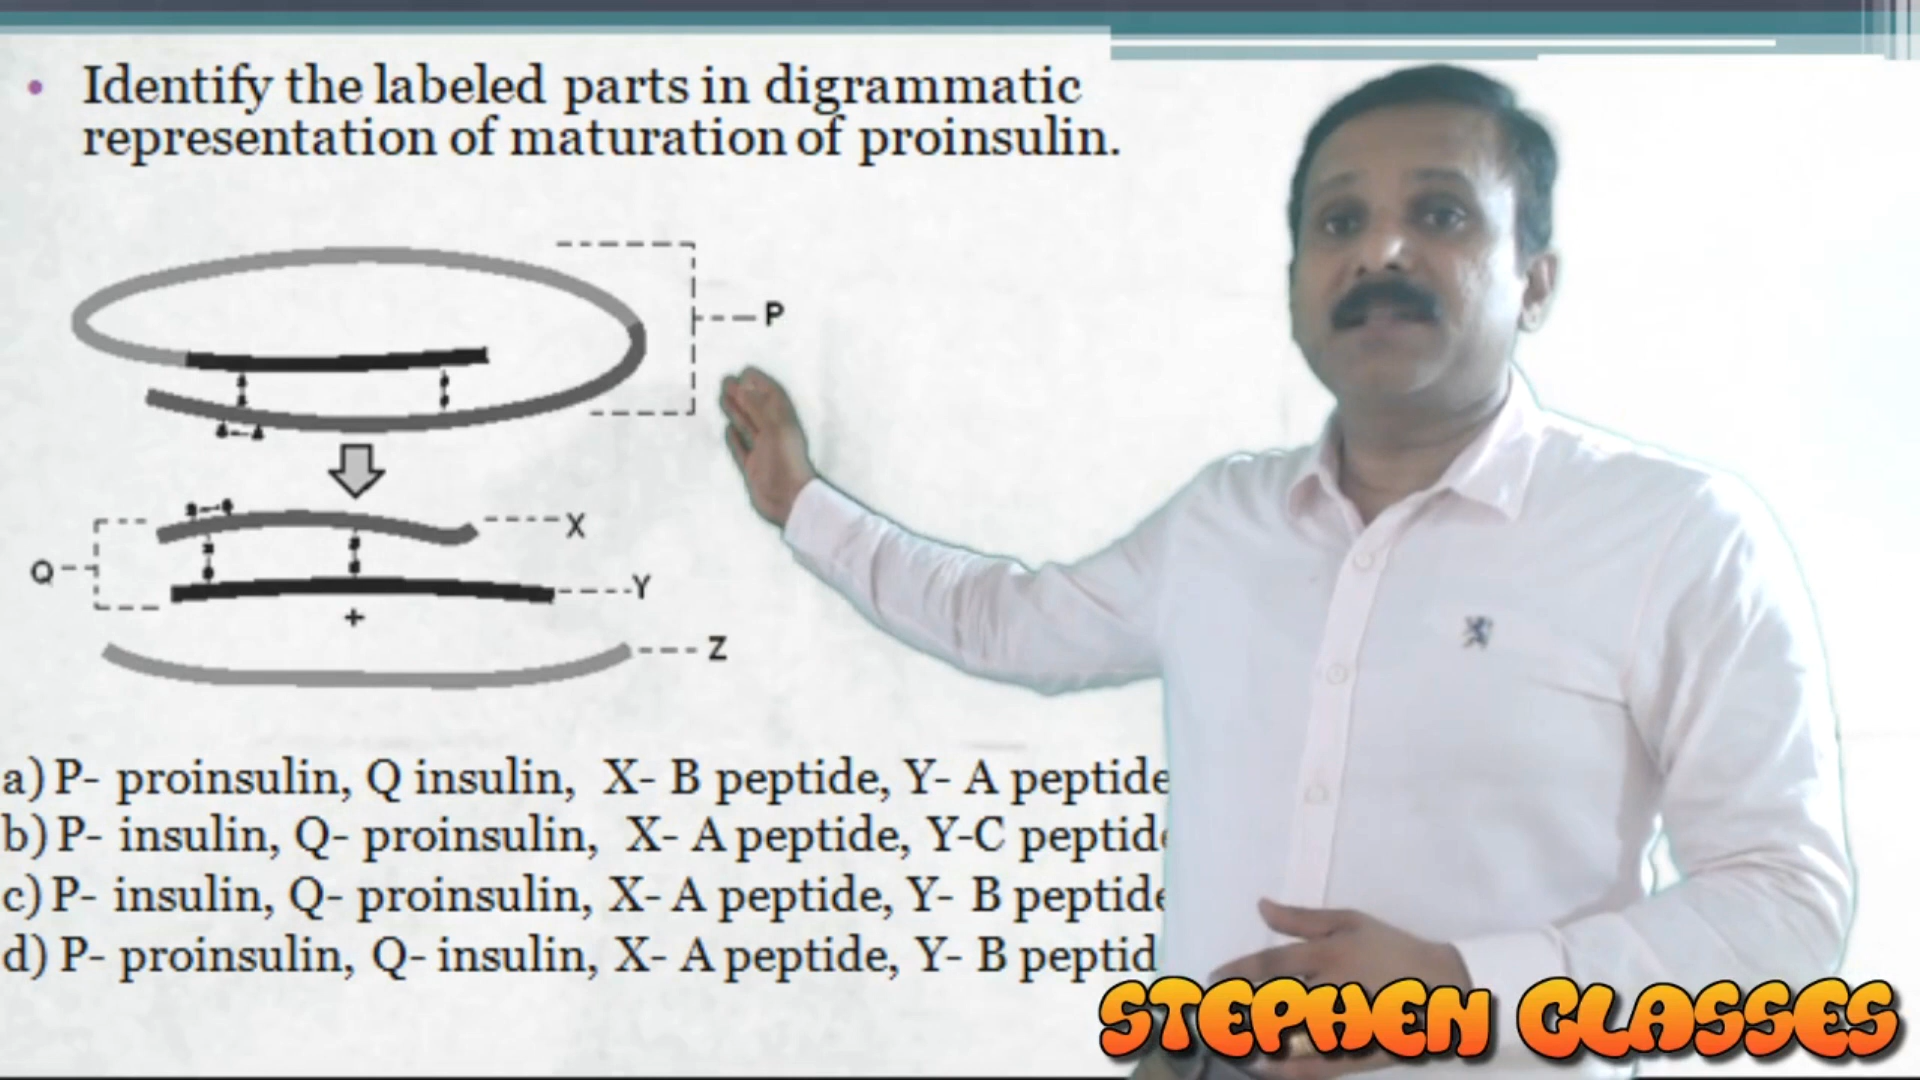 • Identify the labeled parts in digrammatic
representation of maturation of proinsulin.
P
X
Q
Y
+
Z
a) P- proinsulin, Q insulin, X- B peptide, Y- A peptide
b) P- insulin, Q- proinsulin, X- A peptide, Y-C peptid
c) P- insulin, Q- proinsulin, X- A peptide, Y- B peptide
d) P- proinsulin, Q- insulin, X- A peptide, Y- B peptid
STEPHEN CLASSES